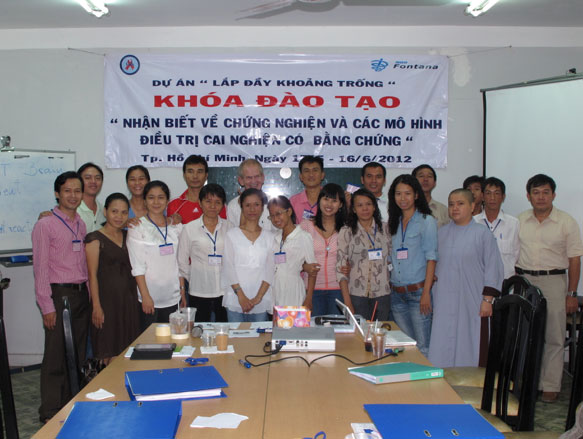 Fontana
DỰ ÁN “ LẤP ĐẦY KHOẢNG TRỐNG “
KHÓA ĐÀO TẠO
“ NHẬN BIẾT VỀ CHỨNG NGHIỆN VÀ CÁC MÔ HÌNH
ĐIỀU TRỊ CAI NGHIỆN CÓ BẰNG CHỨNG “
Tp. Hồ Chí Minh, Ngày - 16/6/2012